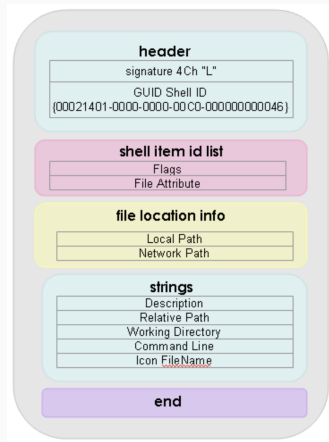 header
signature 4Ch "L"
GUID Shell ID
{00021401-0000-0000-00C0-000000000046}
shell item id list
Flags
File Attribute
file location info
Local Path
Network Path
strings
Description
Relative Path
Working Directory
Command Line
Icon FileName
end